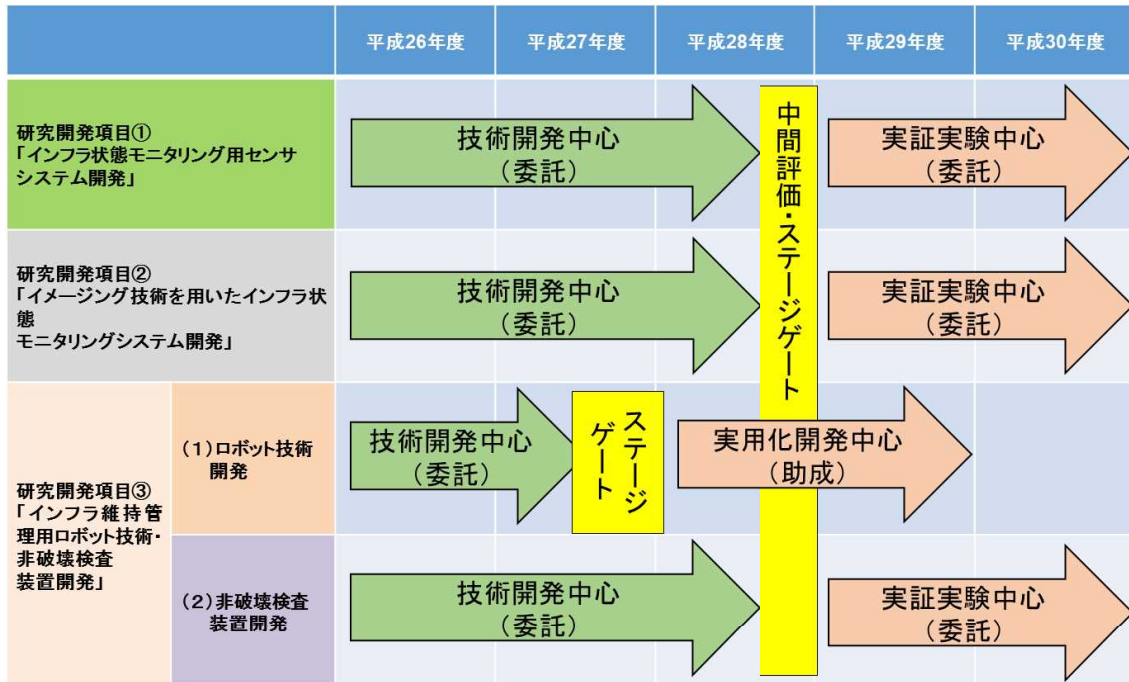 平成26年度
平成27年度
平成28年度
平成29年度
平成30年度
研究開発項目①
「インフラ状態モニタリング用センサ
システム開発」
技術開発中心
(委託)
中間評価・ステージゲート
実証実験中心
(委託)
研究開発項目②
「イメージング技術を用いたインフラ状
態
モニタリングシステム開発」
技術開発中心
(委託)
実証実験中心
(委託)
研究開発項目③
「インフラ維持管
理用ロボット技術・
非破壊検査
装置開発」
(1)ロボット技術
開発
技術開発中心
(委託)
ステージ
ゲート
実用化開発中心
(助成)
(2)非破壊検査
装置開発
技術開発中心
(委託)
実証実験中心
(委託)